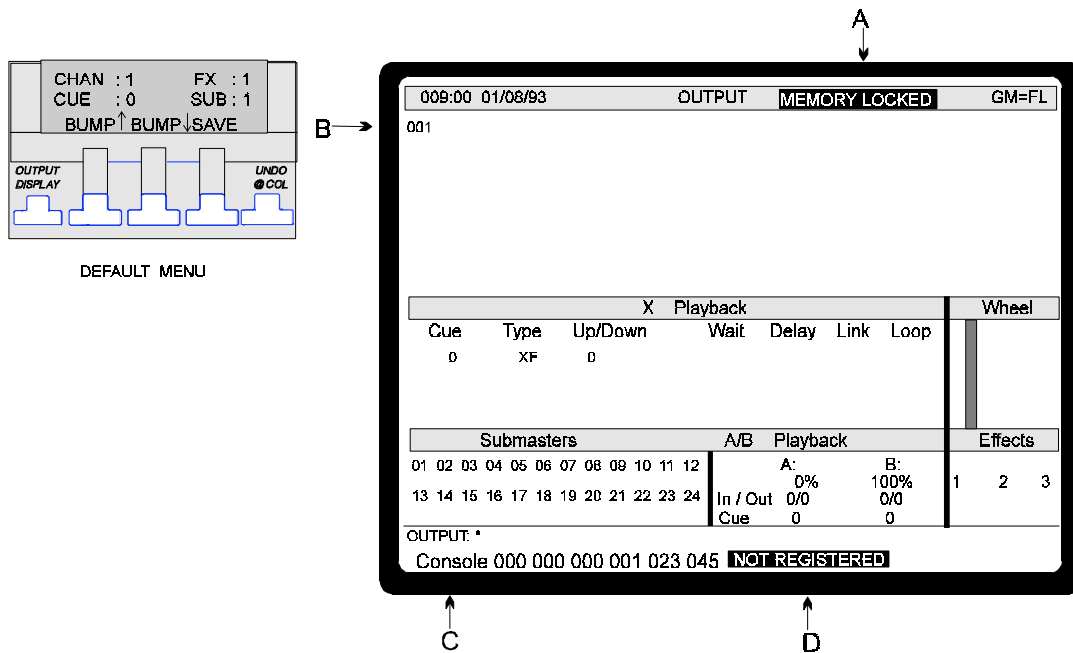 A
CHAN : 1 FX : 1
CUE : 0 SUB : 1
BUMP↑ BUMP↓ SAVE
OUTPUT DISPLAY
UNDO @ COL
DEFAULT MENU
B
009:00 01/08/93 OUTPUT MEMORY LOCKED GM=FL
001
X Playback Wheel
Cue Type Up/Down Wait Delay Link Loop
0 XF 0
Submasters A/B Playback Effects
01 02 03 04 05 06 07 08 09 10 11 12
13 14 15 16 17 18 19 20 21 22 23 24
A: B:
0% 100%
In / Out 0/0 0/0
Cue 0 0
1 2 3
OUTPUT: *
Console 000 000 000 001 023 045 NOT REGISTERED
C
D